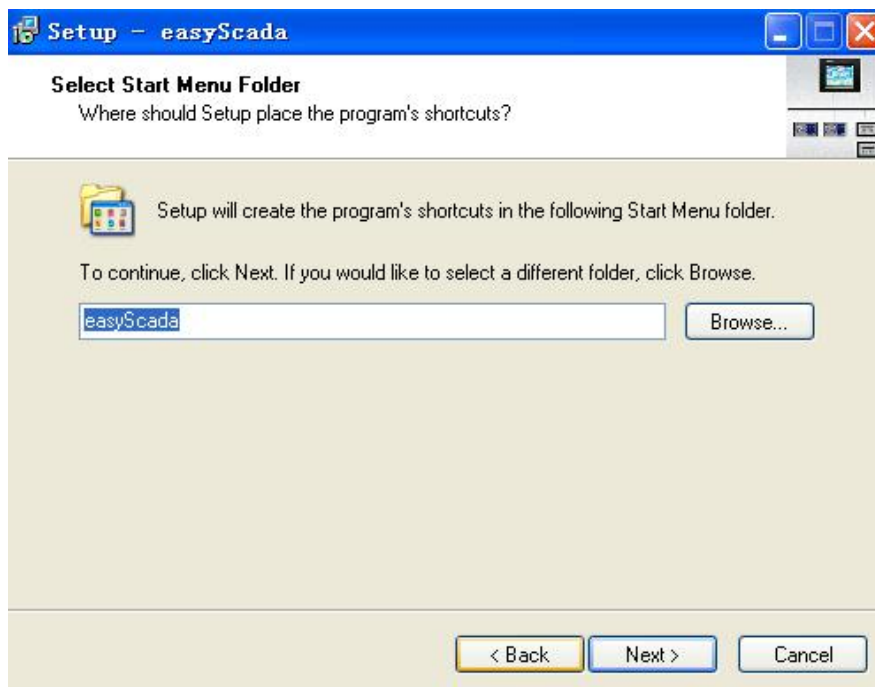 Setup - easyScada
Select Start Menu Folder
Where should Setup place the program's shortcuts?
Setup will create the program's shortcuts in the following Start Menu folder.
To continue, click Next. If you would like to select a different folder, click Browse.
easyScada
Browse...
< Back
Next >
Cancel